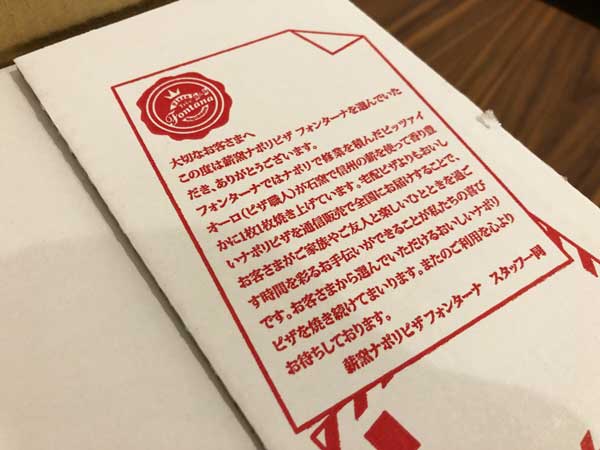 Fontana
大切なお客さまへ
この度は薪窯ナポリピザ フォンターナを選んでいた
だき、ありがとうございます。
フォンターナではナポリで修業を積んだピッツァイ
オーロ(ピザ職人)が石窯で信州の薪を使って香り豊
かに1枚1枚焼き上げています。宅配ピザよりもおいし
いナポリピザを通信販売で全国にお届けすることで、
お客さまがご家族やご友人と楽しいひとときを過ご
す時間を彩るお手伝いができることが私たちの喜び
です。お客さまから選んでいただけるおいしいナポリ
ピザを焼き続けてまいります。またのご利用を心より
お待ちしております。
薪窯ナポリピザフォンターナ スタッフ一同